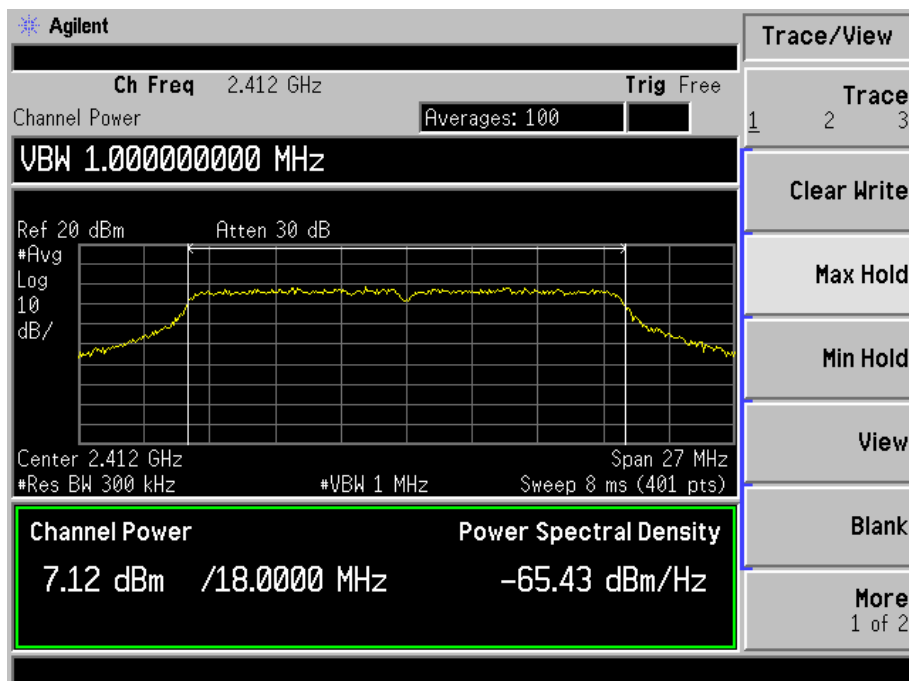 Agilent
Trace/View
Ch Freq 2.412 GHz Trig Free
Channel Power Averages: 100
VBW 1.000000000 MHz
Ref 20 dBm Atten 30 dB
#Avg
Log
10
dB/
Center 2.412 GHz Span 27 MHz
#Res BW 300 kHz #VBW 1 MHz Sweep 8 ms (401 pts)
Channel Power Power Spectral Density
7.12 dBm /18.0000 MHz -65.43 dBm/Hz
Trace
1 2 3
Clear Write
Max Hold
Min Hold
View
Blank
More
1 of 2